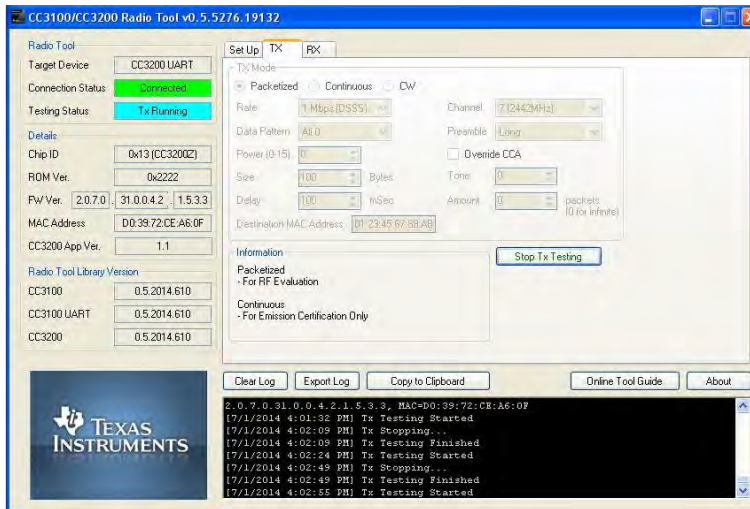 CC3100/CC3200 Radio Tool v0.5.5276.19132
Radio Tool
Target Device CC3200 UART
Connection Status Connected
Testing Status Tx Running
Details
Chip ID 0x13 (CC3200Z)
ROM Ver. 0x2222
FW Ver. 2.0.7.0 . 31.0.0.4.2 . 1.5.3.3
MAC Address D0:39:72:CE:A6:0F
CC3200 App Ver. 1.1
Radio Tool Library Version
CC3100 0.5.2014.610
CC3100 UART 0.5.2014.610
CC3200 0.5.2014.610
TEXAS
INSTRUMENTS
Set Up TX RX
TX Mode
Packetized Continuous CW
Rate 1 Mbps (DSSS) Channel 7 (2442MHz)
Data Pattern All 0 Preamble Long
Power (0-15) 0 Override CCA
Size 100 Bytes Tone 0
Delay 100 mSec Amount 0 packets
(0 for Infinite)
Destination MAC Address 01:23:45:67:89:AB
Information
Packetized
- For RF Evaluation
Continuous
- For Emission Certification Only
Stop Tx Testing
Clear Log Export Log Copy to Clipboard Online Tool Guide About
2.0.7.0.31.0.0.4.2.1.5.3.3, MAC=D0:39:72:CE:A6:0F
[7/1/2014 4:01:32 PM] Tx Testing Started
[7/1/2014 4:02:09 PM] Tx Stopping...
[7/1/2014 4:02:09 PM] Tx Testing Finished
[7/1/2014 4:02:24 PM] Tx Testing Started
[7/1/2014 4:02:49 PM] Tx Stopping...
[7/1/2014 4:02:49 PM] Tx Testing Finished
[7/1/2014 4:02:55 PM] Tx Testing Started